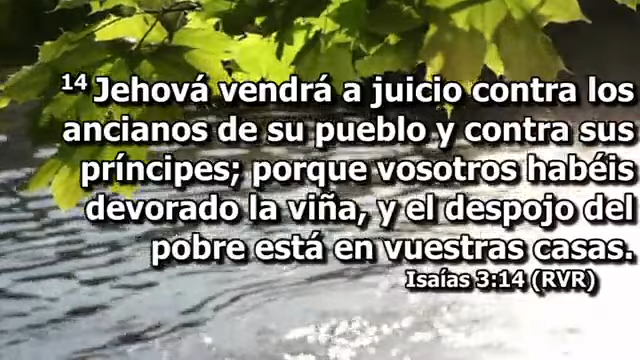 14 Jehová vendrá a juicio contra los
ancianos de su pueblo y contra sus
príncipes; porque vosotros habéis
devorado la viña, y el despojo del
pobre está en vuestras casas.
Isaías 3:14 (RVR)